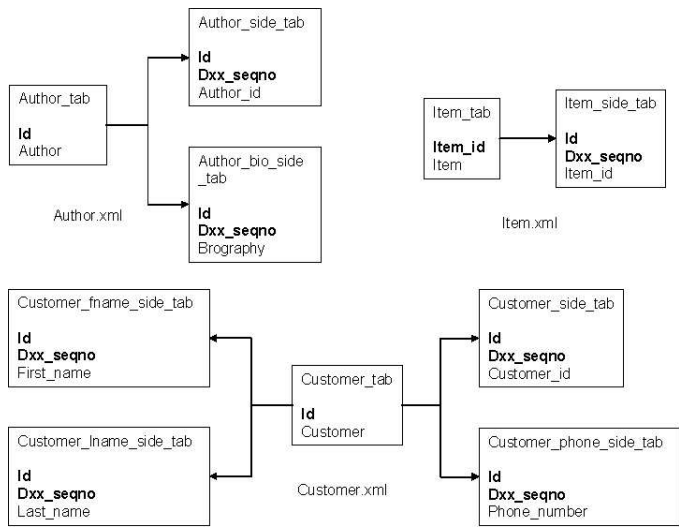 Author_side_tab
Id
Dxx_seqno
Author_id
Author_tab
Id
Author
Author_bio_side
_tab
Id
Dxx_seqno
Brography
Author.xml
Item_tab
Item_id
Item
Item_side_tab
Id
Dxx_seqno
Item_id
Item.xml
Customer_fname_side_tab
Id
Dxx_seqno
First_name
Customer_lname_side_tab
Id
Dxx_seqno
Last_name
Customer_tab
Id
Customer
Customer.xml
Customer_side_tab
Id
Dxx_seqno
Customer_id
Customer_phone_side_tab
Id
Dxx_seqno
Phone_number